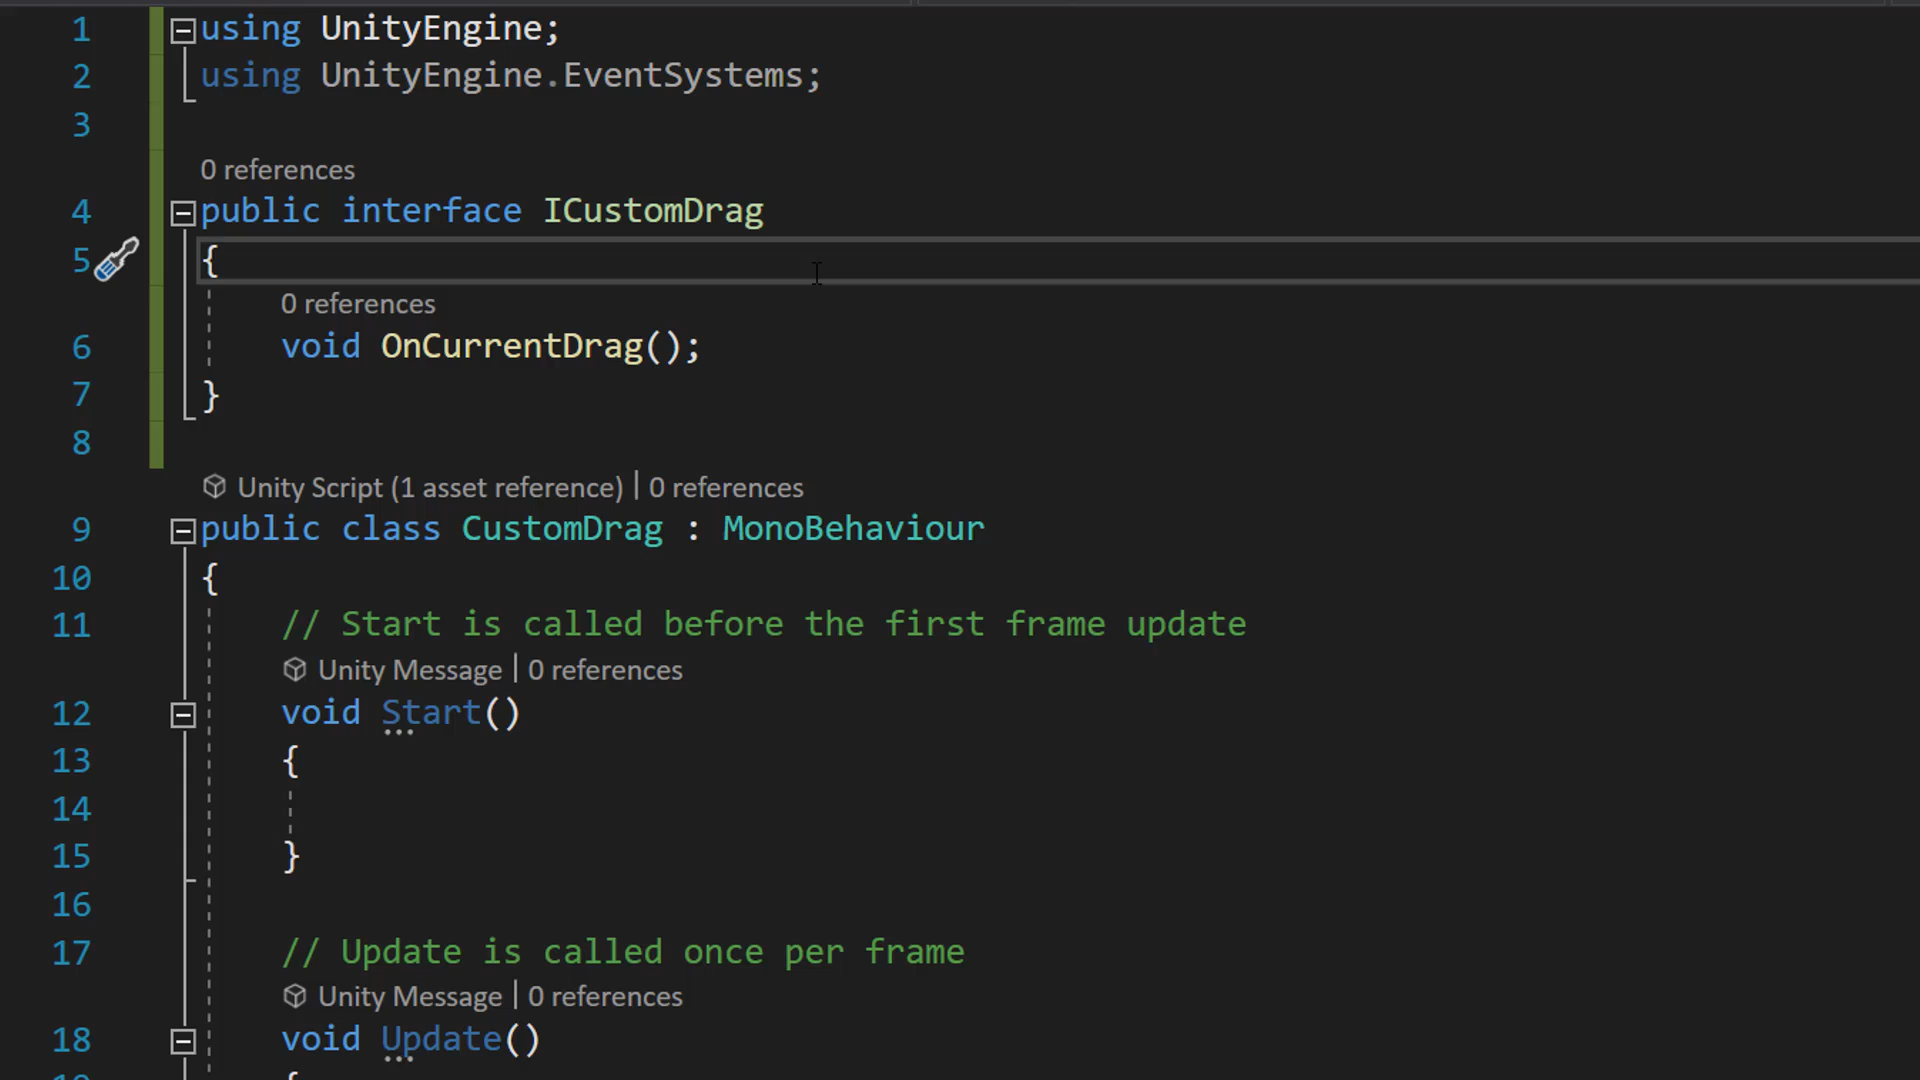 1 using UnityEngine;
2 using UnityEngine.EventSystems;
3
0 references
4 public interface ICustomDrag
5 {
0 references
6 void OnCurrentDrag();
7 }
8
Unity Script (1 asset reference) | 0 references
9 public class CustomDrag : MonoBehaviour
10 {
11 // Start is called before the first frame update
Unity Message | 0 references
12 void Start()
13 {
14
15 }
16
17 // Update is called once per frame
Unity Message | 0 references
18 void Update()
{